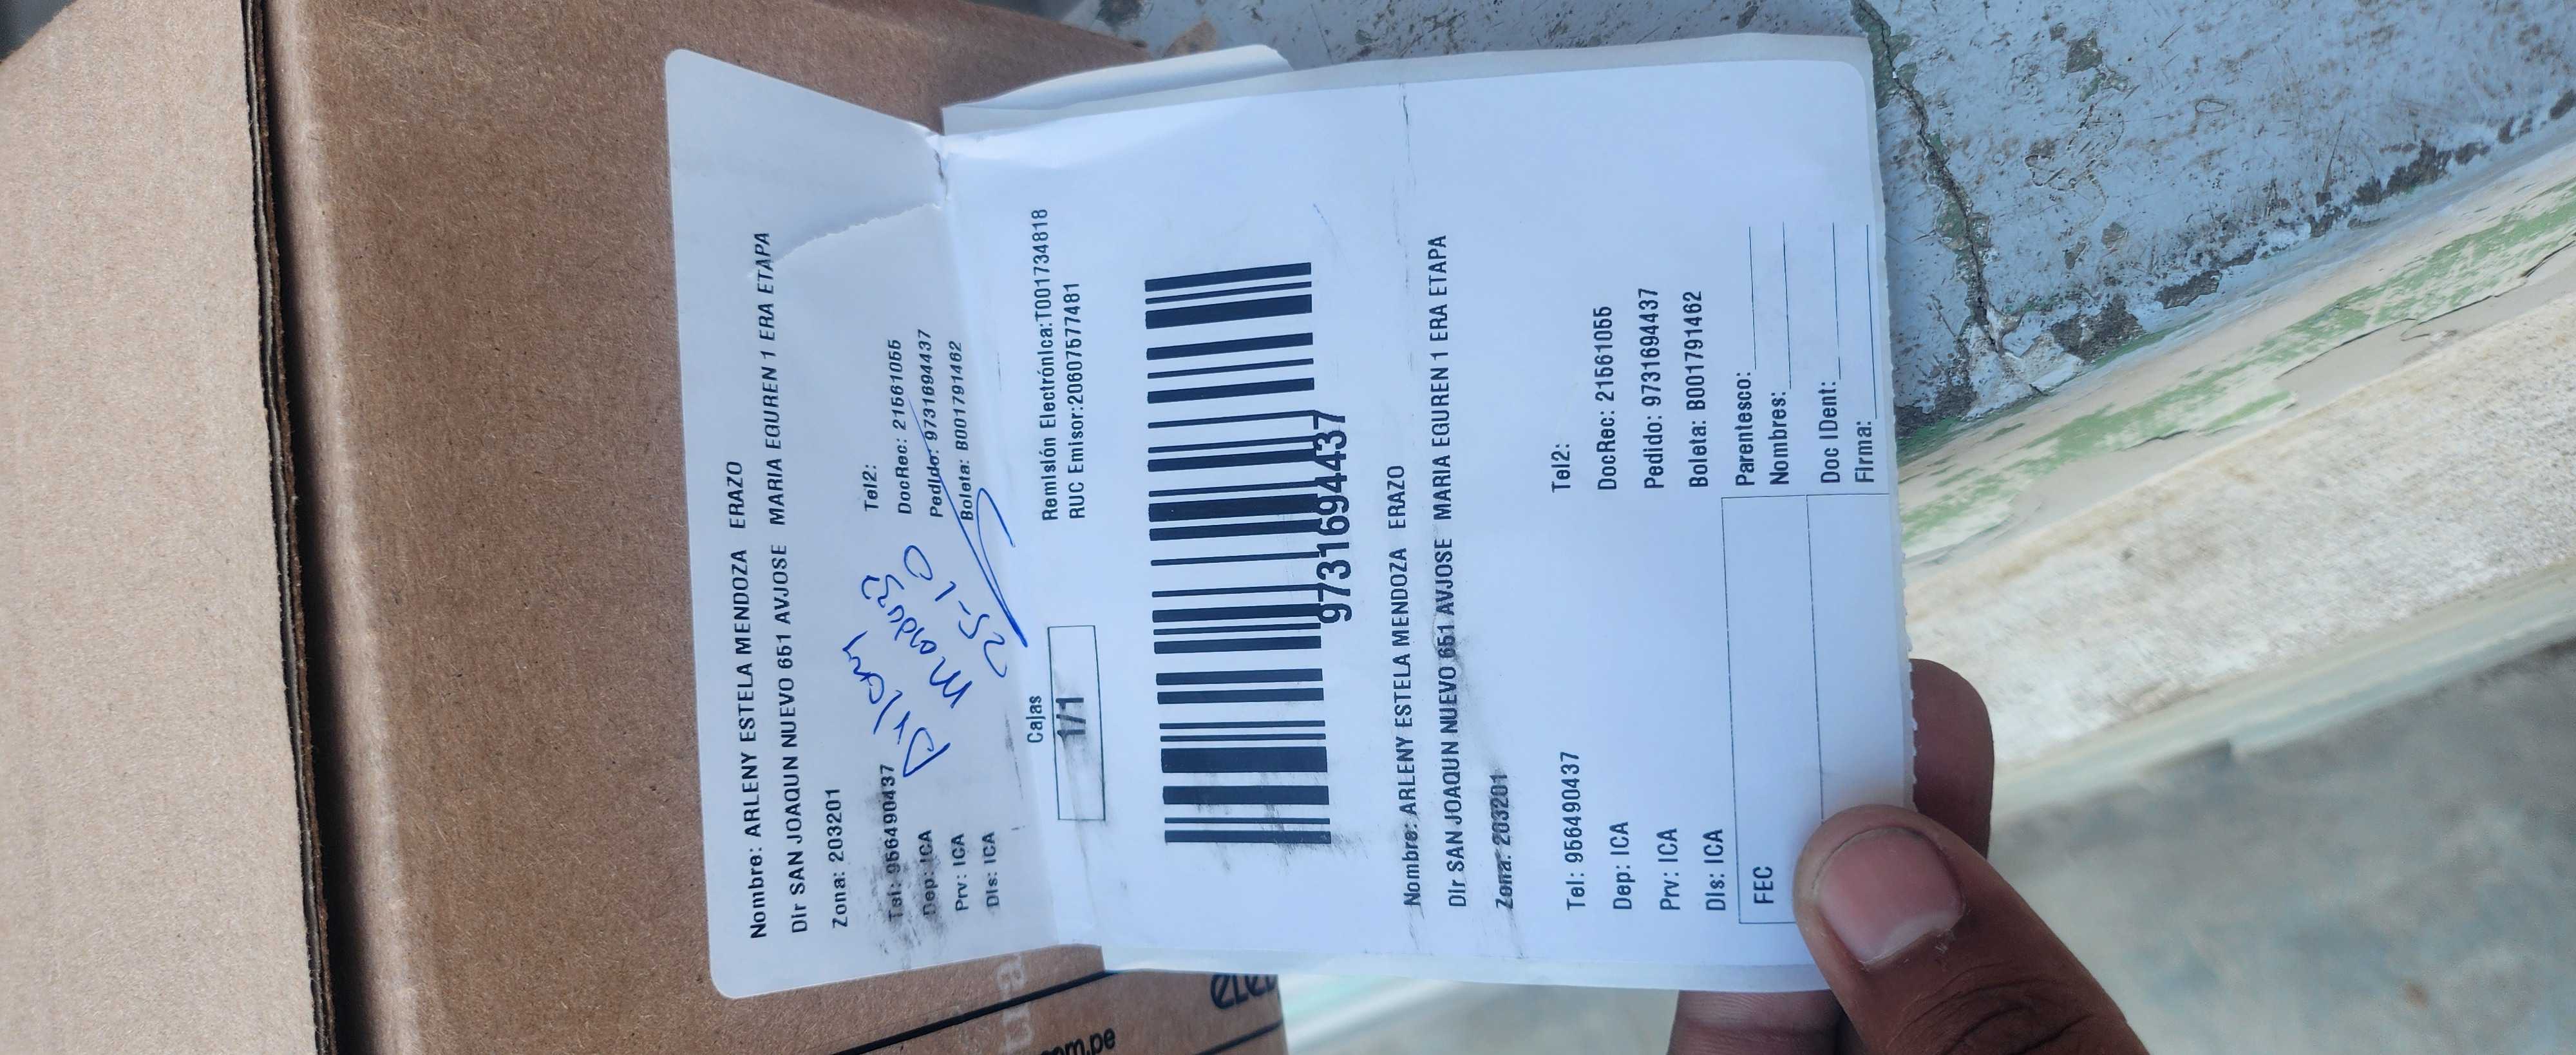 Nombre: ARLENY ESTELA MENDOZA ERAZO
Dir SAN JOAQUN NUEVO 651 AVJOSE MARIA EGUREN 1 ERA ETAPA
Zona: 203201
Tel: 956490437 Tel2:
Dep: ICA DocRec: 21561055
Prv: ICA Pedido: 9731694437
Dis: ICA Boleta: B001791462
25-10
Cajas
1/1
Remisión Electrónica:T001734818
RUC Emisor:20607577481
9731694437
Nombre: ARLENY ESTELA MENDOZA ERAZO
Dir SAN JOAQUN NUEVO 651 AVJOSE MARIA EGUREN 1 ERA ETAPA
Zona: 203201
Tel: 956490437 Tel2:
Dep: ICA DocRec: 21561055
Prv: ICA Pedido: 9731694437
Dis: ICA Boleta: B001791462
FEC
Parentesco:
Nombres:
Doc IDent:
Firma:
om.pe